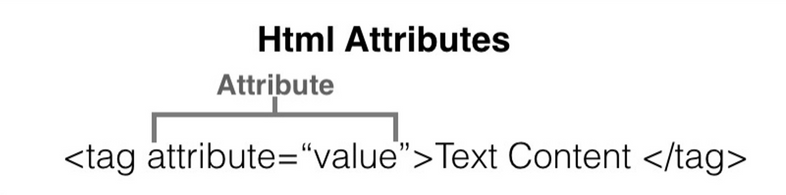 Html Attributes
Attribute
<tag attribute=“value”>Text Content </tag>